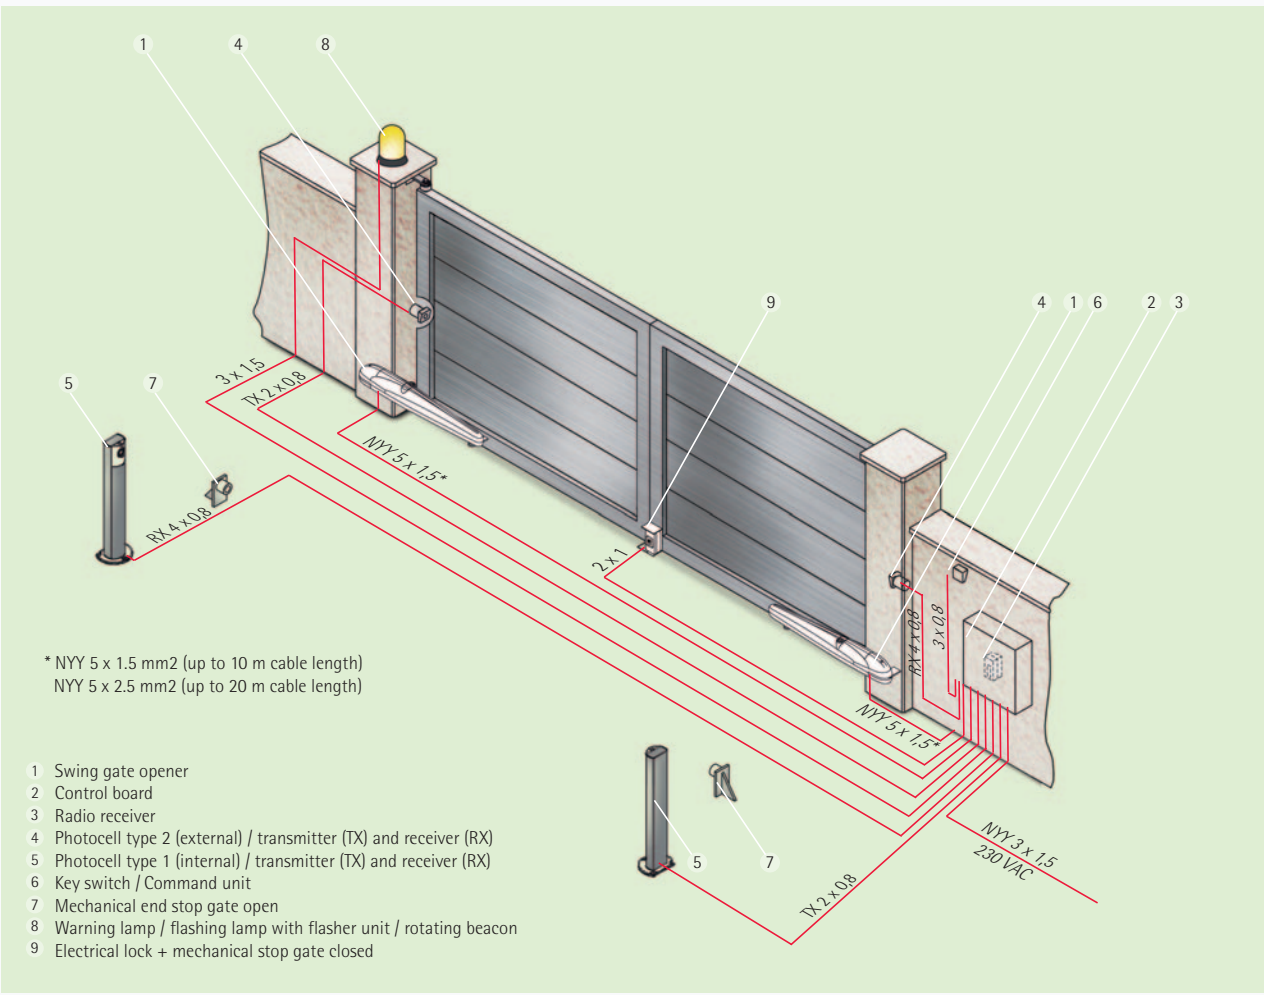 1 4 8
9 4 1 6 2 3
5 7
3 x 1,5
TX 2 x 0,8
NYY 5 x 1,5*
RX 4 x 0,8
2 x 1
RX 4 x 0,8
3 x 0,8
NYY 5 x 1,5*
* NYY 5 x 1.5 mm2 (up to 10 m cable length)
NYY 5 x 2.5 mm2 (up to 20 m cable length)
5 7
NYY 3 x 1,5
230 VAC
TX 2 x 0,8
1 Swing gate opener
2 Control board
3 Radio receiver
4 Photocell type 2 (external) / transmitter (TX) and receiver (RX)
5 Photocell type 1 (internal) / transmitter (TX) and receiver (RX)
6 Key switch / Command unit
7 Mechanical end stop gate open
8 Warning lamp / flashing lamp with flasher unit / rotating beacon
9 Electrical lock + mechanical stop gate closed